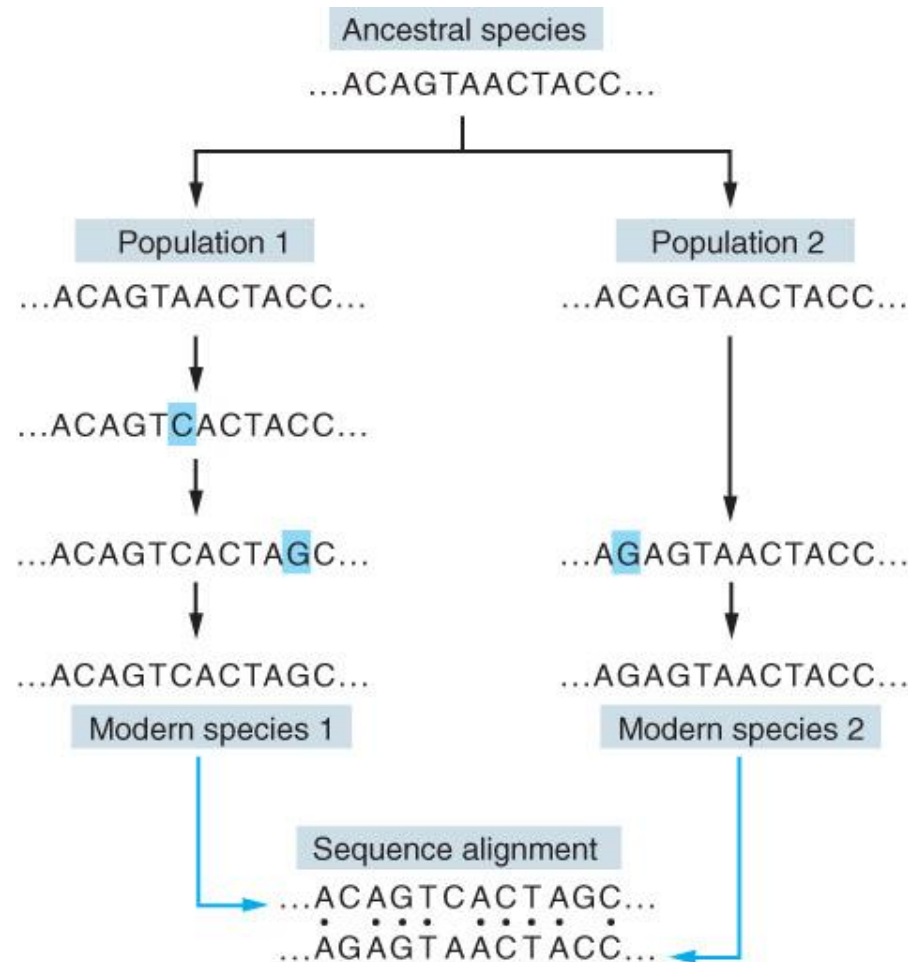 Ancestral species
...ACAGTAACTACC...
Population 1
Population 2
...ACAGTAACTACC...
...ACAGTAACTACC...
...ACAGTCACTACC...
...ACAGTCACTAGC...
...AGAGTAACTACC...
...ACAGTCACTAGC...
...AGAGTAACTACC...
Modern species 1
Modern species 2
Sequence alignment
...ACAGTCACTAGC...
...AGAGTAACTACC...